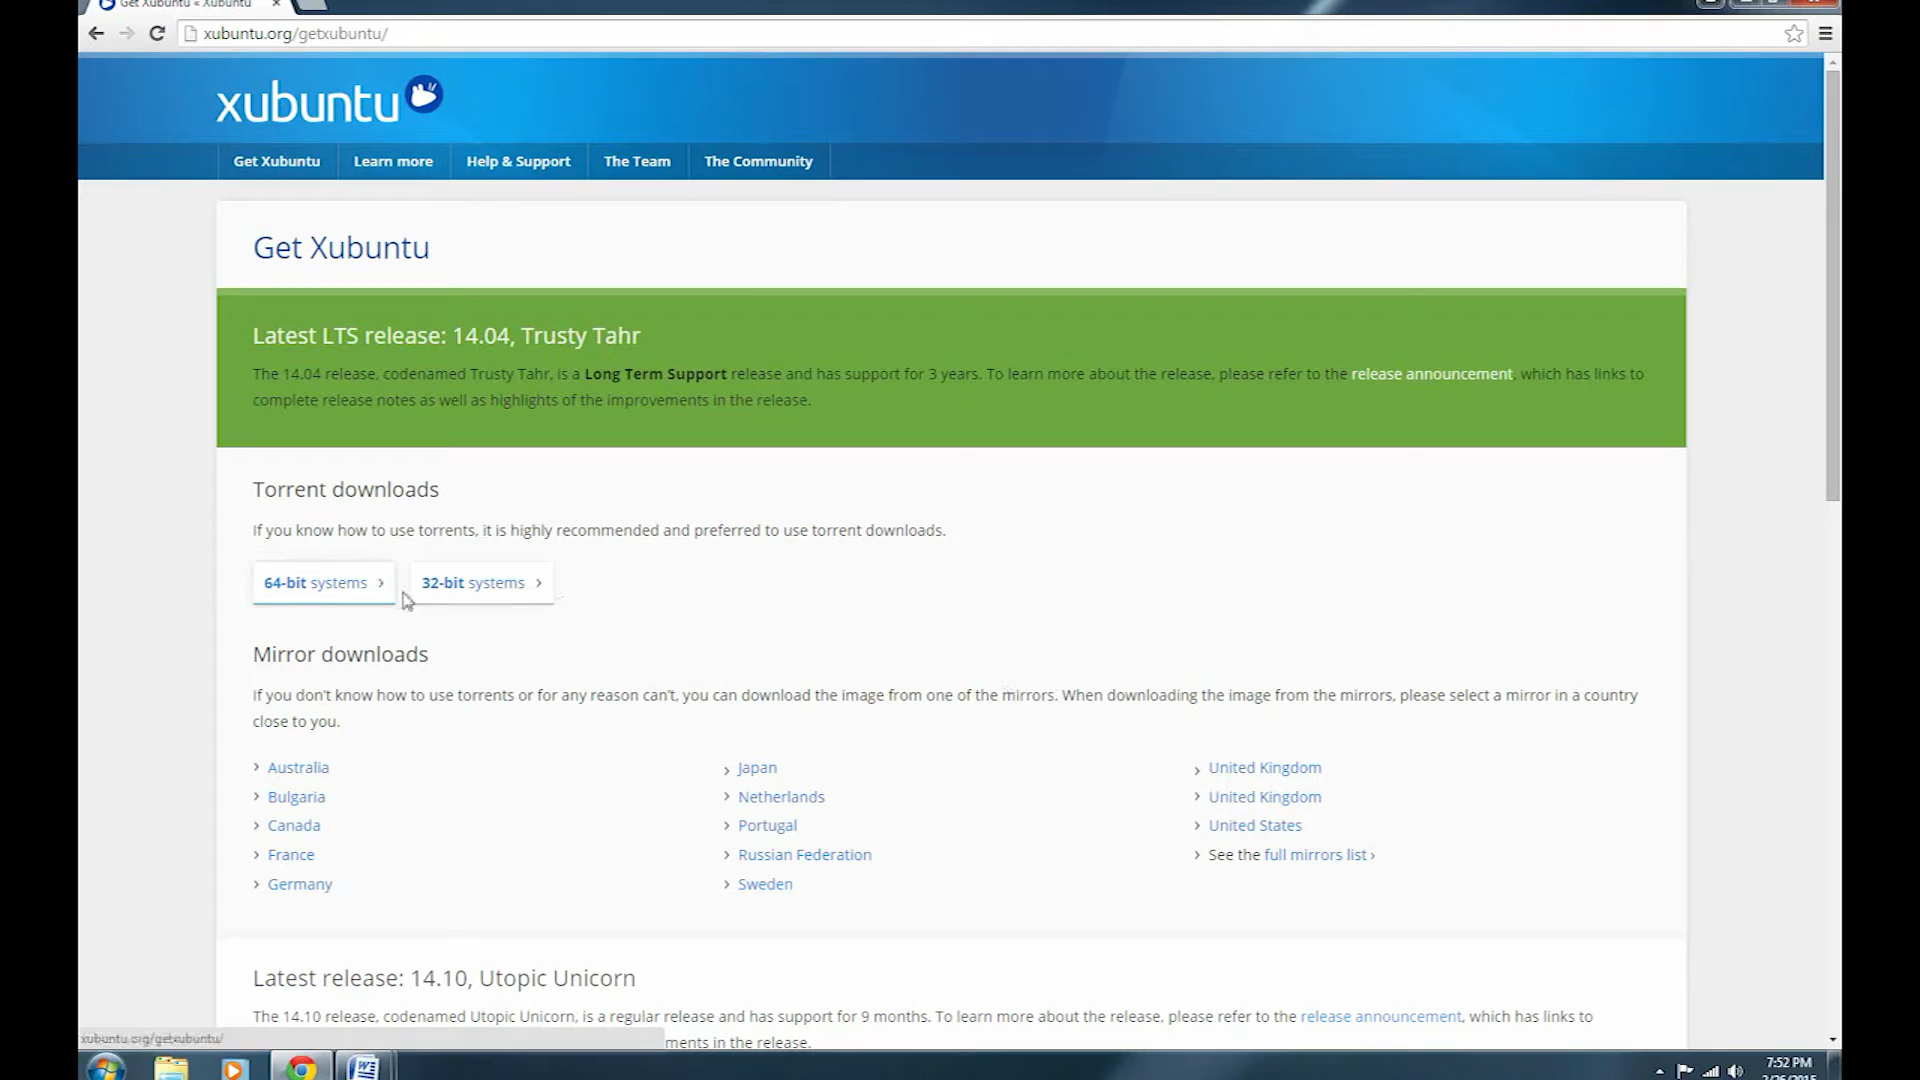 Get Xubuntu « Xubuntu
xubuntu.org/getxubuntu/
xubuntu
Get Xubuntu Learn more Help & Support The Team The Community
Get Xubuntu
Latest LTS release: 14.04, Trusty Tahr
The 14.04 release, codenamed Trusty Tahr, is a Long Term Support release and has support for 3 years. To learn more about the release, please refer to the release announcement, which has links to
complete release notes as well as highlights of the improvements in the release.
Torrent downloads
If you know how to use torrents, it is highly recommended and preferred to use torrent downloads.
64-bit systems › 32-bit systems ›
Mirror downloads
If you don't know how to use torrents or for any reason can't, you can download the image from one of the mirrors. When downloading the image from the mirrors, please select a mirror in a country
close to you.
› Australia › Japan › United Kingdom
› Bulgaria › Netherlands › United Kingdom
› Canada › Portugal › United States
› France › Russian Federation › See the full mirrors list ›
› Germany › Sweden
Latest release: 14.10, Utopic Unicorn
The 14.10 release, codenamed Utopic Unicorn, is a regular release and has support for 9 months. To learn more about the release, please refer to the release announcement, which has links to
xubuntu.org/getxubuntu/ ments in the release.
7:52 PM